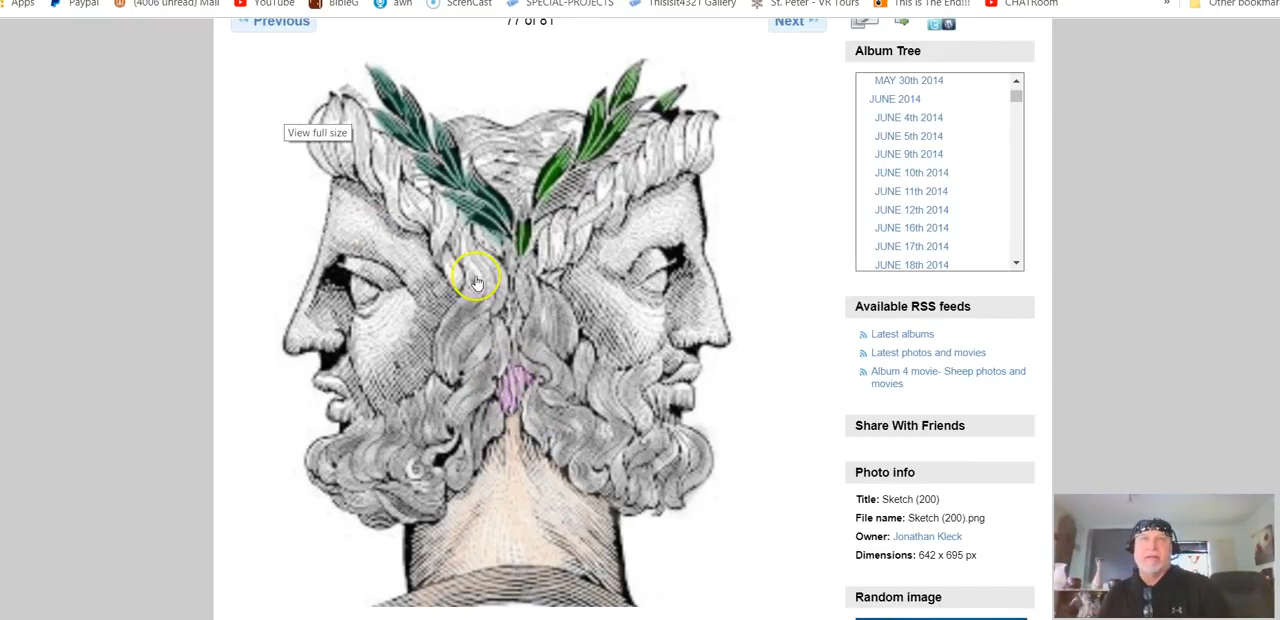 Apps
Paypal
(4006 unread) Mail
YouTube
BibleG
awh
ScrenCast
SPECIAL-PROJECTS
Thisisit4321 Gallery
St. Peter - VR Tours
This Is The End!!!
CHATRoom
»
Other bookmar
Previous
77 of 81
Next
View full size
Album Tree
MAY 30th 2014
JUNE 2014
JUNE 4th 2014
JUNE 5th 2014
JUNE 9th 2014
JUNE 10th 2014
JUNE 11th 2014
JUNE 12th 2014
JUNE 16th 2014
JUNE 17th 2014
JUNE 18th 2014
Available RSS feeds
Latest albums
Latest photos and movies
Album 4 movie- Sheep photos and
movies
Share With Friends
Photo info
Title: Sketch (200)
File name: Sketch (200).png
Owner: Jonathan Kleck
Dimensions: 642 x 695 px
Random image